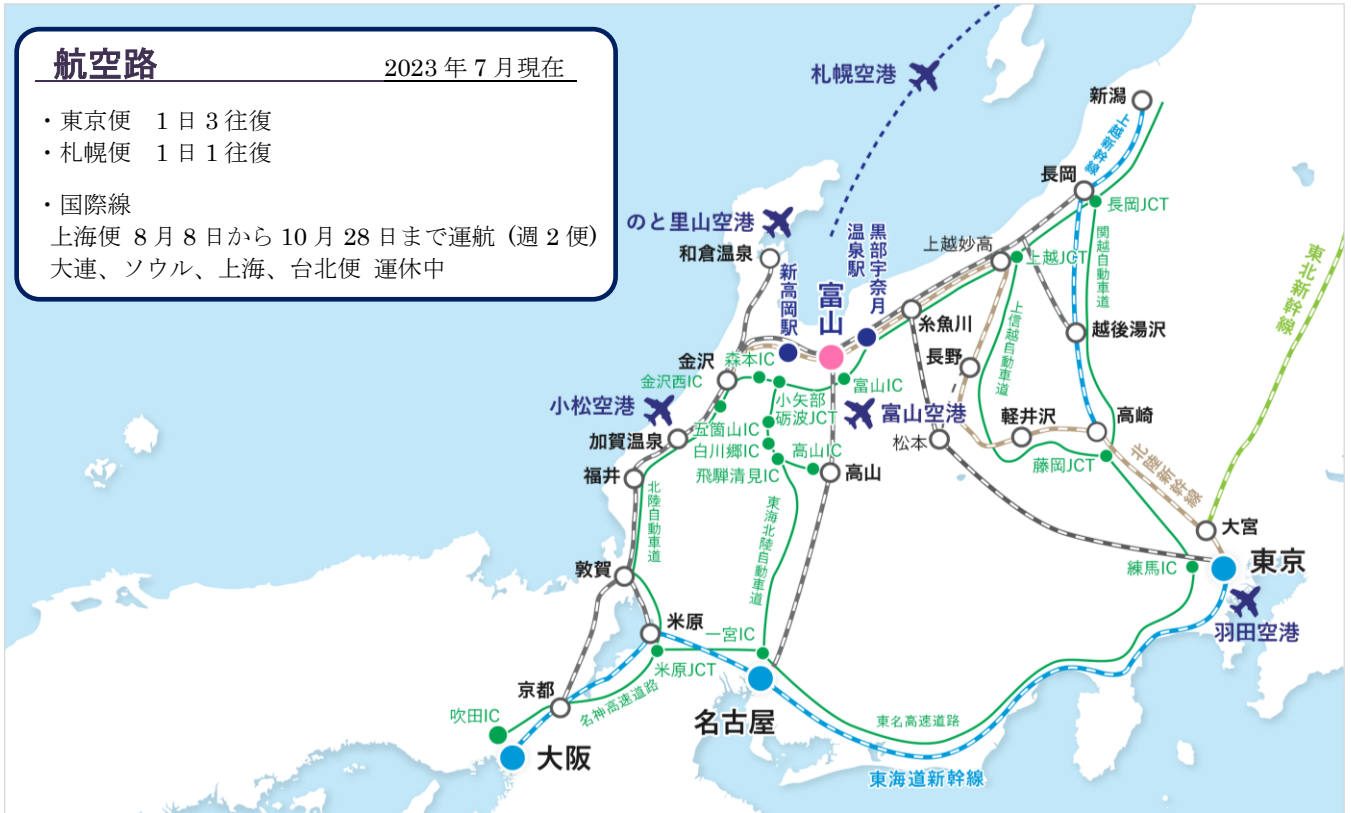 航空路 2023年7月現在
・東京便 1日3往復
・札幌便 1日1往復
・国際線
上海便 8月8日から10月28日まで運航 (週2便)
大連、ソウル、上海、台北便 運休中
札幌空港
新潟
上越新幹線
長岡
長岡JCT
のと里山空港
和倉温泉
新高岡駅
富山
黒部宇奈月
温泉駅
上越妙高
上越JCT
関越自動車道
東北新幹線
糸魚川
上信越自動車道
越後湯沢
長野
金沢
森本IC
金沢西IC
小矢部
砺波JCT
富山IC
小松空港
富山空港
軽井沢
高崎
加賀温泉
五箇山IC
白川郷IC
高山IC
飛騨清見IC
松本
藤岡JCT
北陸新幹線
福井
高山
北陸自動車道
東海北陸自動車道
大宮
東京
練馬IC
敦賀
羽田空港
米原
一宮IC
米原JCT
京都
名神高速道路
吹田IC
名古屋
東名高速道路
大阪
東海道新幹線